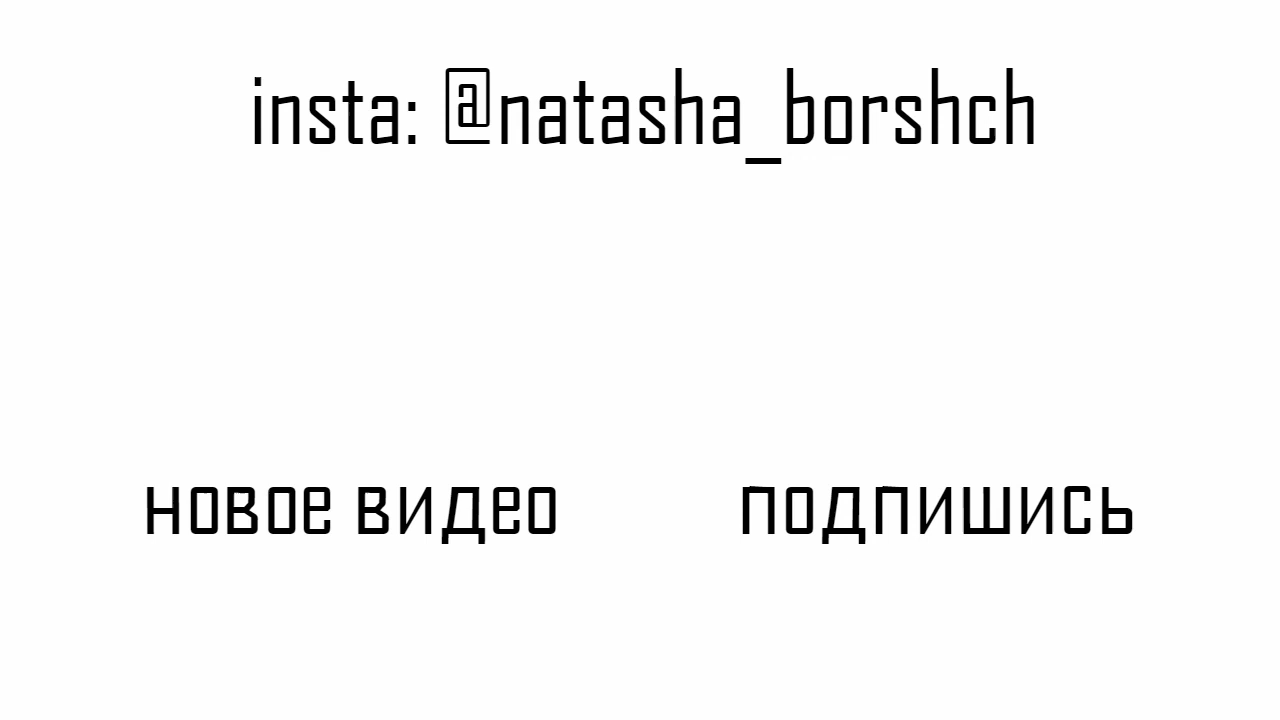 insta: @natasha_borshch
новое видео
подпишись